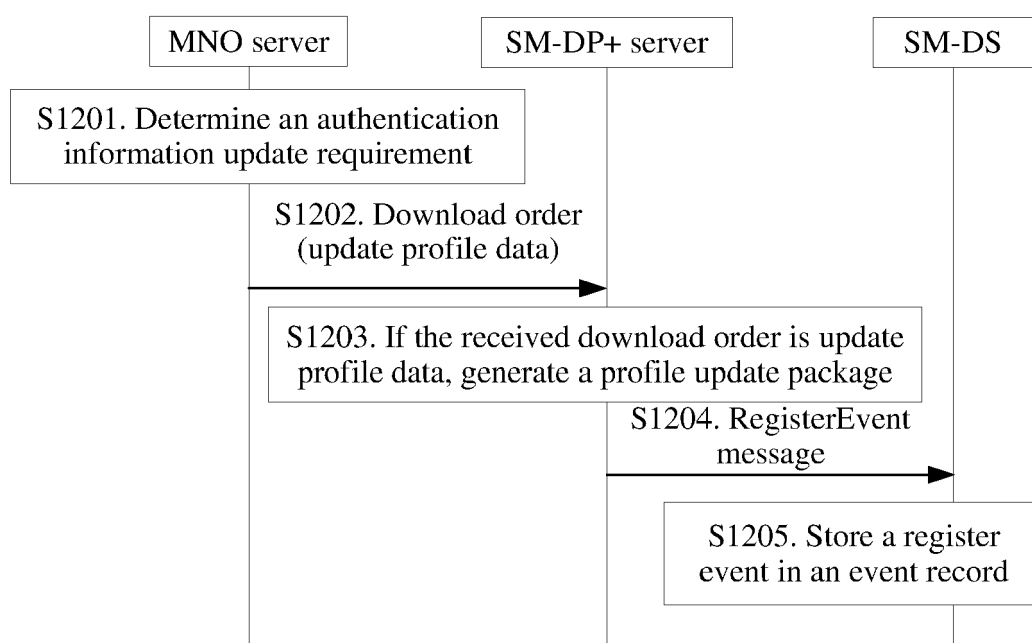 MNO server
SM-DP+ server
SM-DS
S1201. Determine an authentication
information update requirement
S1202. Download order
(update profile data)
S1203. If the received download order is update
profile data, generate a profile update package
S1204. RegisterEvent
message
S1205. Store a register
event in an event record